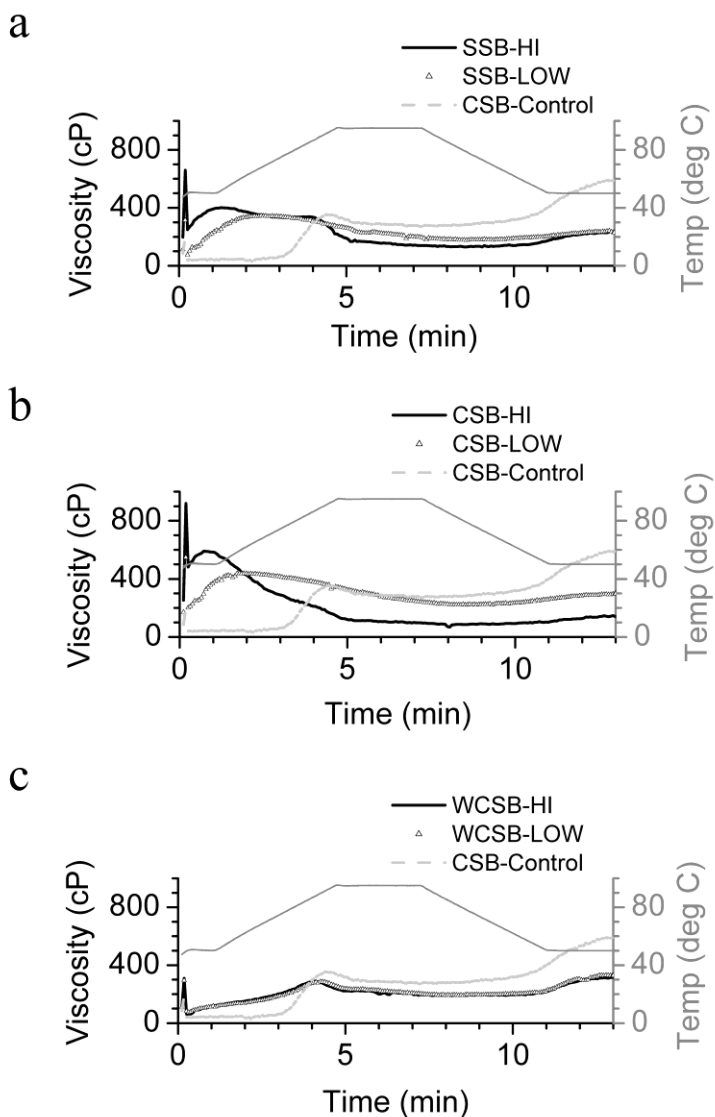 a
SSB-HI
SSB-LOW
CSB-Control
Viscosity (cP)
800
400
0
80
40
0
Temp (deg C)
0 5 10
Time (min)
b
CSB-HI
CSB-LOW
CSB-Control
Viscosity (cP)
800
400
0
80
40
0
Temp (deg C)
0 5 10
Time (min)
c
WCSB-HI
WCSB-LOW
CSB-Control
Viscosity (cP)
800
400
0
80
40
0
Temp (deg C)
0 5 10
Time (min)